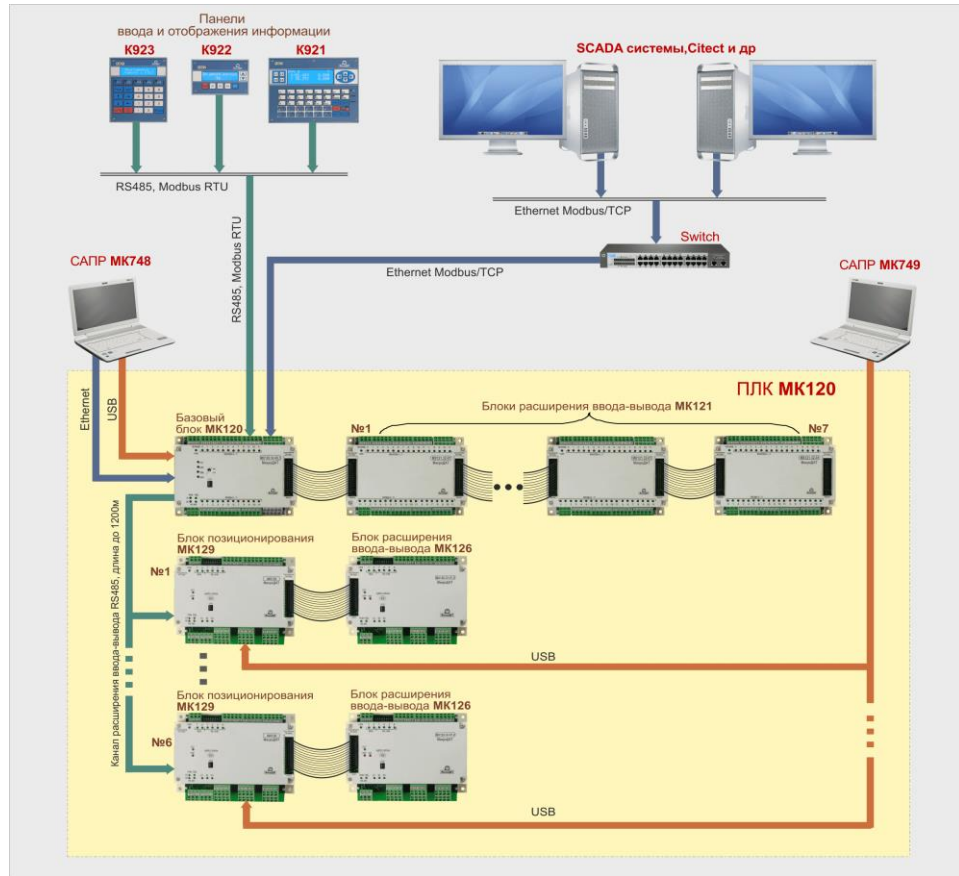 Панели
ввода и отображения информации
К923
К922
К921
SCADA системы,Citect и др
RS485, Modbus RTU
Ethernet Modbus/TCP
Switch
RS485, Modbus RTU
Ethernet Modbus/TCP
САПР МК748
САПР МК749
Ethernet
USB
ПЛК МК120
Базовый
блок МК120
Блоки расширения ввода-вывода МК121
№1
№7
Канал расширения ввода-вывода RS485, длина до 1200м
Блок позиционирования
МК129
Блок расширения
ввода-вывода МК126
№1
USB
Блок позиционирования
МК129
Блок расширения
ввода-вывода МК126
№6
USB